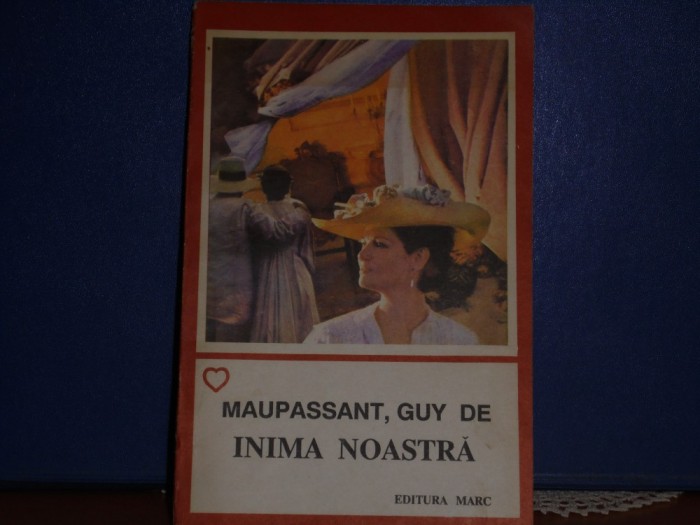 MAUPASSANT, GUY DE
INIMA NOASTRĂ
EDITURA MARC